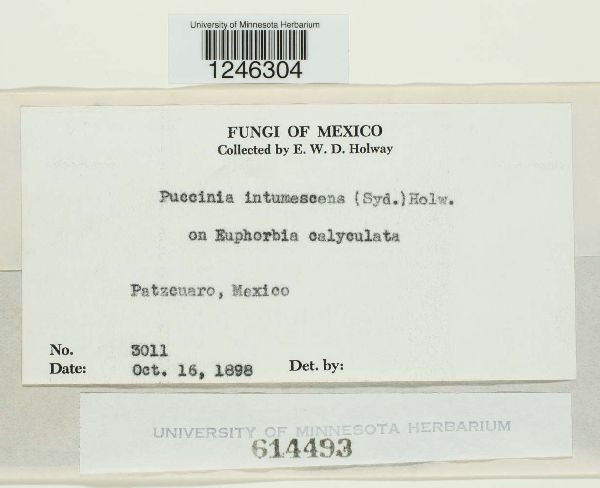 University of Minnesota Herbarium
1246304
FUNGI OF MEXICO
Collected by E. W. D. Holway
Puccinia intumescens (Syd.)Holw.
on Euphorbia calyculata
Patzcuaro, Mexico
No. 3011
Date: Oct. 16, 1898 Det. by:
UNIVERSITY OF MINNESOTA HERBARIUM
614493